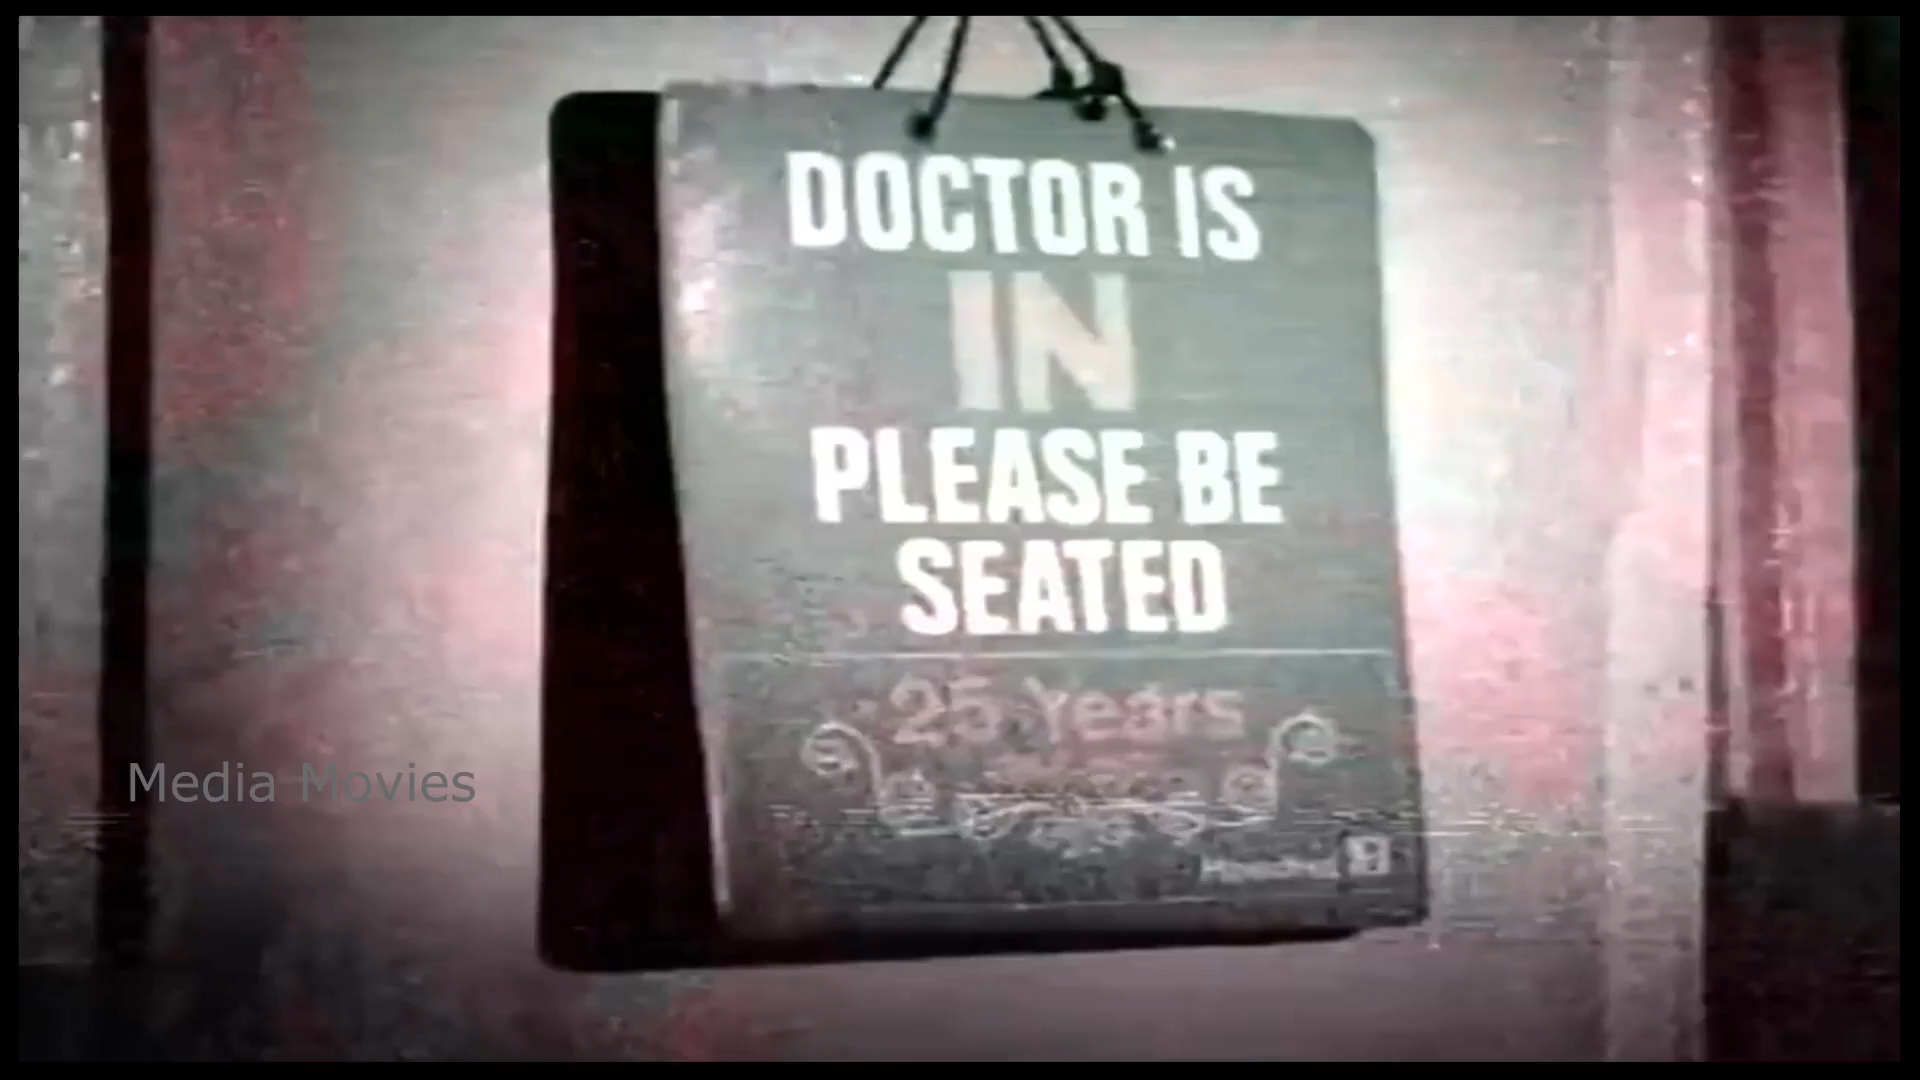 DOCTOR IS
IN
PLEASE BE
SEATED
25 Years
Media Movies